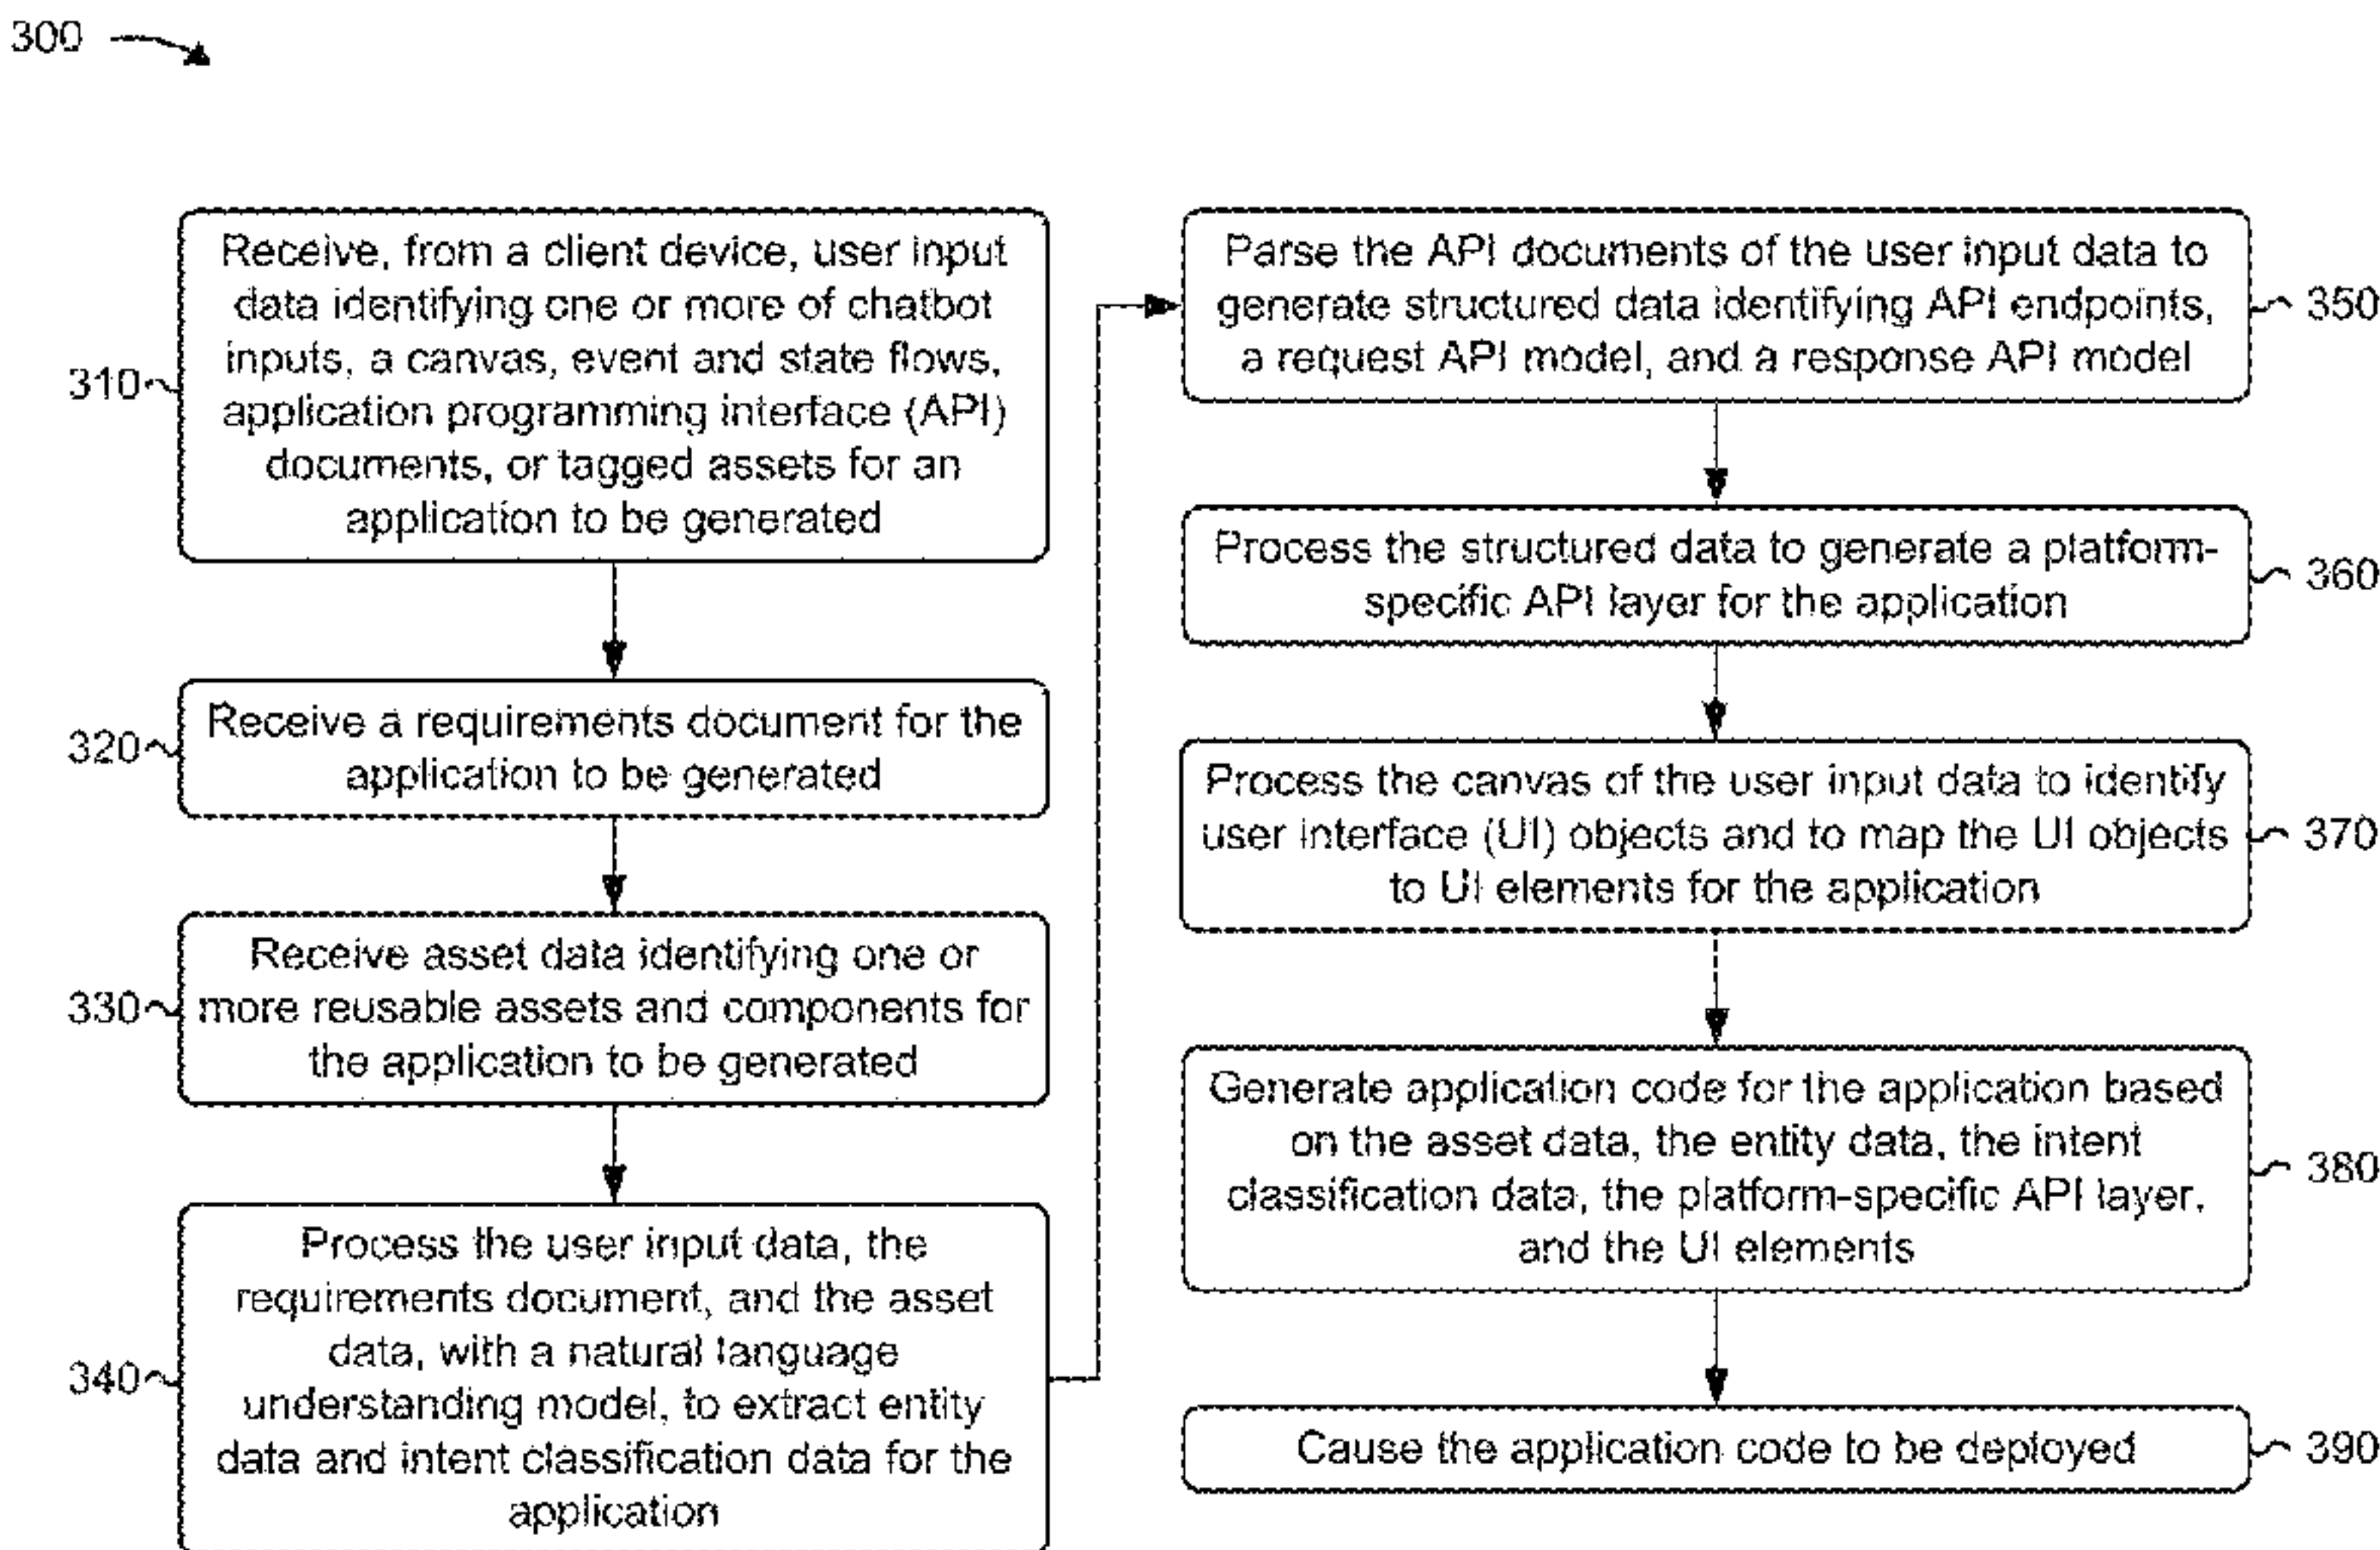 300
Receive, from a client device, user input
data identifying one or more of chatbot
inputs, a canvas, event and state flows,
application programming interface (API)
documents, or tagged assets for an
application to be generated
310
Receive a requirements document for the
application to be generated
320
Receive asset data identifying one or
more reusable assets and components for
the application to be generated
330
Process the user input data, the
requirements document, and the asset
data, with a natural language
understanding model, to extract entity
data and intent classification data for the
application
340
Parse the API documents of the user input data to
generate structured data identifying API endpoints,
a request API model, and a response API model
350
Process the structured data to generate a platform-
specific API layer for the application
360
Process the canvas of the user input data to identify
user interface (UI) objects and to map the UI objects
to UI elements for the application
370
Generate application code for the application based
on the asset data, the entity data, the intent
classification data, the platform-specific API layer,
and the UI elements
380
Cause the application code to be deployed
390